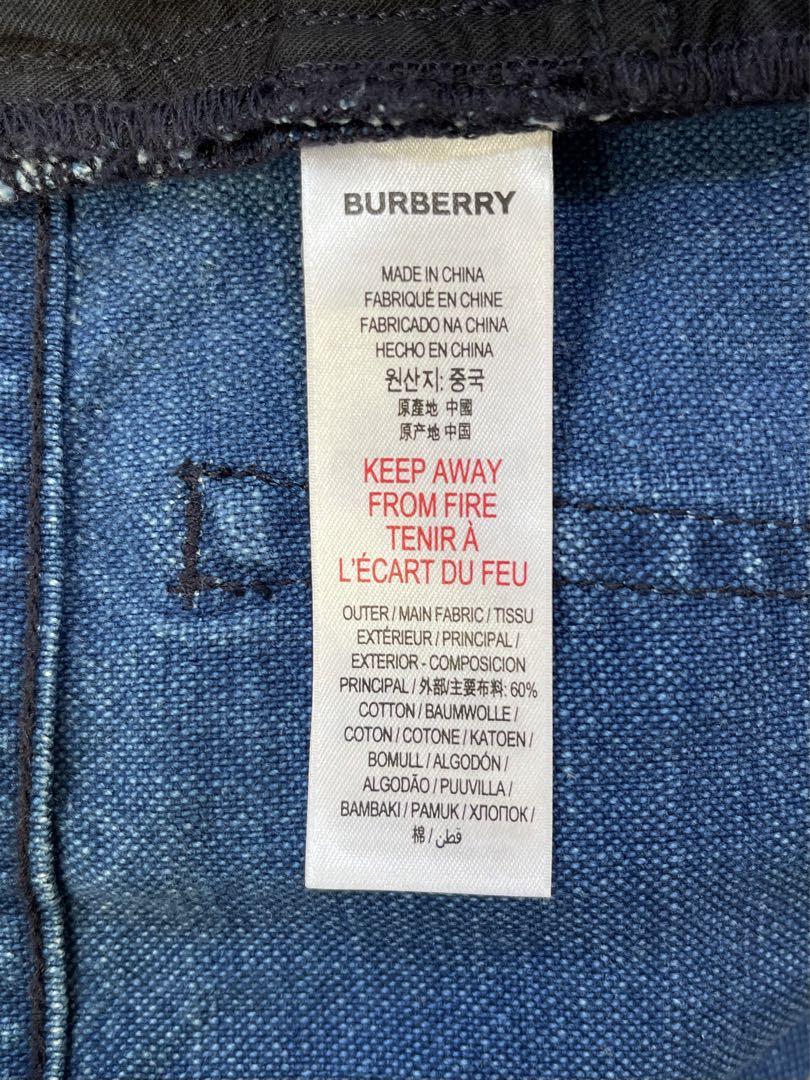 BURBERRY
MADE IN CHINA
FABRIQUÉ EN CHINE
FABRICADO NA CHINA
HECHO EN CHINA
원산지: 중국
原產地 中國
原产地 中国
KEEP AWAY
FROM FIRE
TENIR À
L'ÉCART DU FEU
OUTER / MAIN FABRIC / TISSU
EXTÉRIEUR / PRINCIPAL /
EXTERIOR - COMPOSICION
PRINCIPAL / 外部/主要布料: 60%
COTTON / BAUMWOLLE /
COTON / COTONE / KATOEN /
BOMULL / ALGODÓN /
ALGODÃO / PUUVILLA /
BAMBAKI / PAMUK / ХЛОПОК /
棉 / قطن